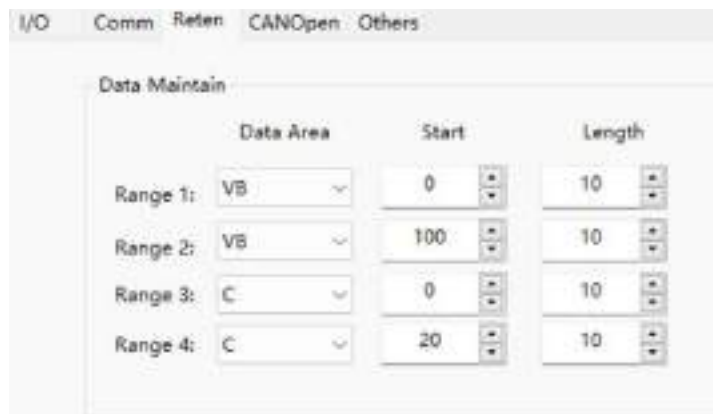 I/O Comm Reten CANOpen Others
Data Maintain
Data Area Start Length
Range 1: VB 0 10
Range 2: VB 100 10
Range 3: C 0 10
Range 4: C 20 10